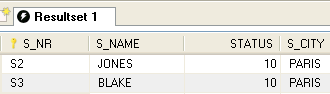 Resultset 1
S_NR S_NAME STATUS S_CITY
S2 JONES 10 PARIS
S3 BLAKE 10 PARIS